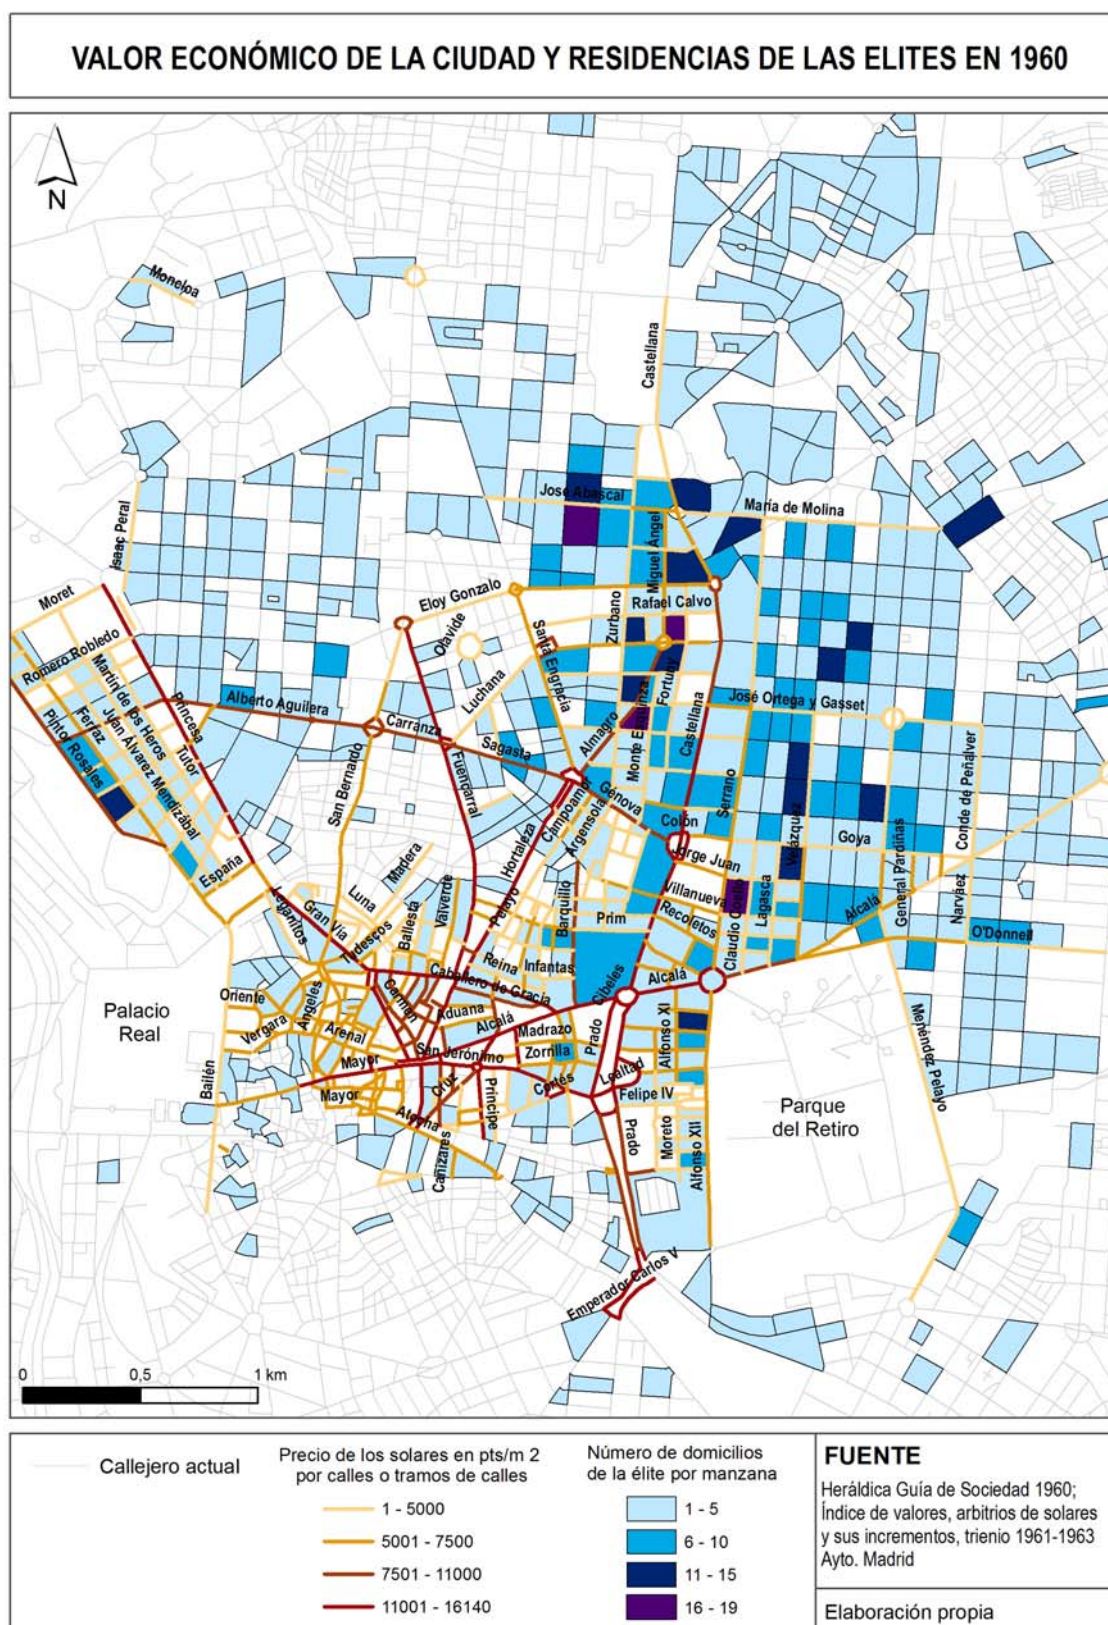 VALOR ECONÓMICO DE LA CIUDAD Y RESIDENCIAS DE LAS ELITES EN 1960
N
Moncloa
Castellana
José Abascal
María de Molina
Isaac Peral
Miguel Angel
Moret
Eloy Gonzalo
Rafael Calvo
Zurbano
Olavide
Santa Engracia
Romero Robledo
Martín de los Heros
Princesa
Luchana
Fortuny
José Ortega y Gasset
Alberto Aguilera
Pintor Rosales
Ferraz
Juan Álvarez Mendizábal
Tutor
Carranza
Sagasta
Almagro
Monte Esquinza
Castellana
Serrano
Conde de Peñalver
San Bernardo
Fuencarral
Génova
Campoamor
Argensola
Colón
Velázquez
Goya
Hortaleza
Jorge Juan
España
Madera
General Pardiñas
Villanueva
Claudio Coello
Lagasca
Narváez
Luna
Valverde
Pelayo
Barquillo
Prim
Recoletos
Alcalá
Leganitos
Gran Vía
Tudescos
Ballesta
O'Donnell
Reina
Infantas
Cibeles
Alcalá
Caballero de Gracia
Carmen
Oriente
Angeles
Aduana
Alcalá
Palacio
Real
Vergara
Arenal
Madrazo
Prado
Alfonso XI
Menéndez Pelayo
Mayor
San Jerónimo
Zorrilla
Bailén
Lealtad
Cruz
Cortés
Mayor
Príncipe
Felipe IV
Parque
del Retiro
Atocha
Cañizares
Prado
Moreto
Alfonso XII
Emperador Carlos V
0 0,5 1 km
Callejero actual
Precio de los solares en pts/m 2
por calles o tramos de calles
1 - 5000
5001 - 7500
7501 - 11000
11001 - 16140
Número de domicilios
de la élite por manzana
1 - 5
6 - 10
11 - 15
16 - 19
FUENTE
Heráldica Guía de Sociedad 1960;
Índice de valores, arbitrios de solares
y sus incrementos, trienio 1961-1963
Ayto. Madrid
Elaboración propia